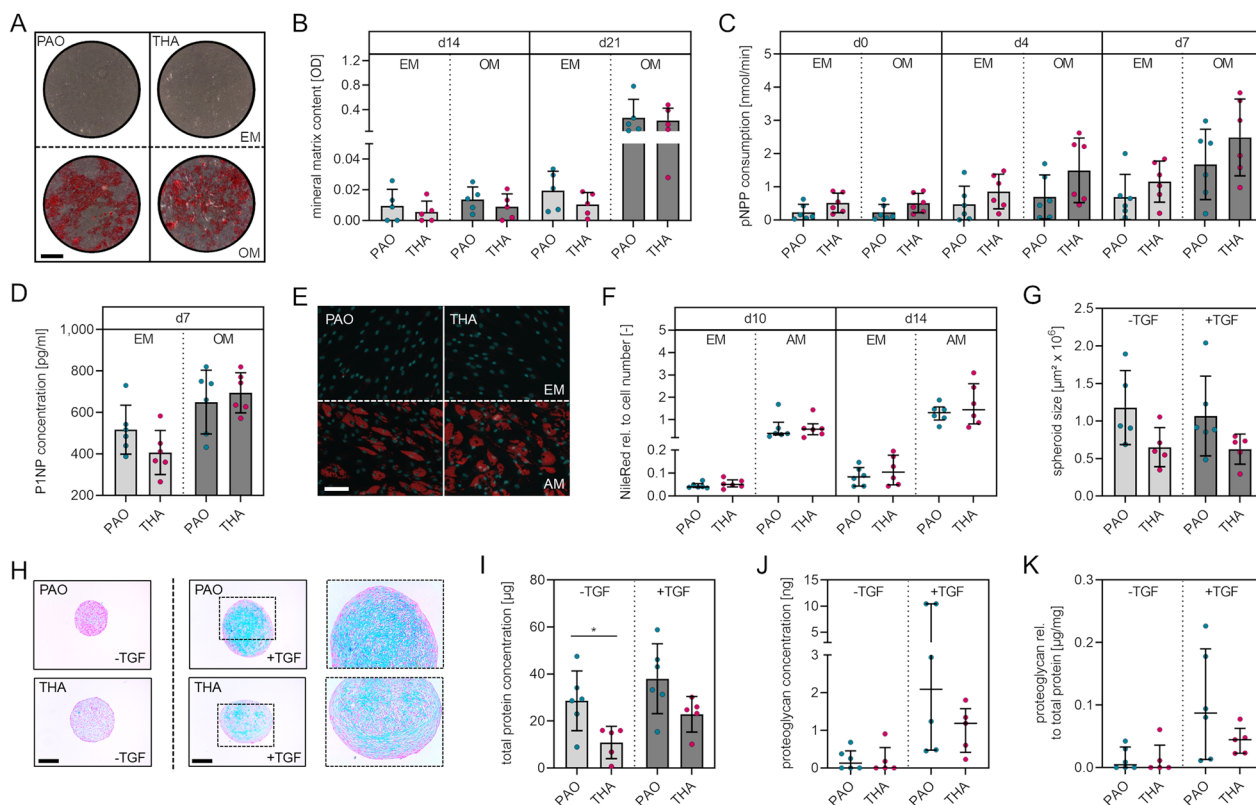 A
PAO
THA
EM
OM
B
d14
d21
EM
OM
EM
OM
mineral matrix content [OD]
1.2
0.8
0.4
0.04
0.02
0.00
PAO
THA
PAO
THA
PAO
THA
PAO
THA
C
d0
d4
d7
EM
OM
EM
OM
EM
OM
pNPP consumption [nmol/min]
5
4
3
2
1
0
PAO
THA
PAO
THA
PAO
THA
PAO
THA
PAO
THA
PAO
THA
D
d7
EM
OM
P1NP concentration [pg/ml]
1,000
800
600
400
200
PAO
THA
PAO
THA
E
PAO
THA
EM
AM
F
d10
d14
EM
AM
EM
AM
NileRed rel. to cell number [-]
5
4
3
2
1
0.2
0.1
0.0
PAO
THA
PAO
THA
PAO
THA
PAO
THA
G
-TGF
+TGF
spheroid size [µm² x 10⁶]
2.5
2.0
1.5
1.0
0.5
0.0
PAO
THA
PAO
THA
H
PAO
-TGF
PAO
+TGF
THA
-TGF
THA
+TGF
I
-TGF
+TGF
*
total protein concentration [µg]
80
60
40
20
0
PAO
THA
PAO
THA
J
-TGF
+TGF
proteoglycan concentration [ng]
15
10
5
3
2
1
0
PAO
THA
PAO
THA
K
-TGF
+TGF
proteoglycan rel.
to total protein [µg/mg]
0.3
0.2
0.1
0.0
PAO
THA
PAO
THA